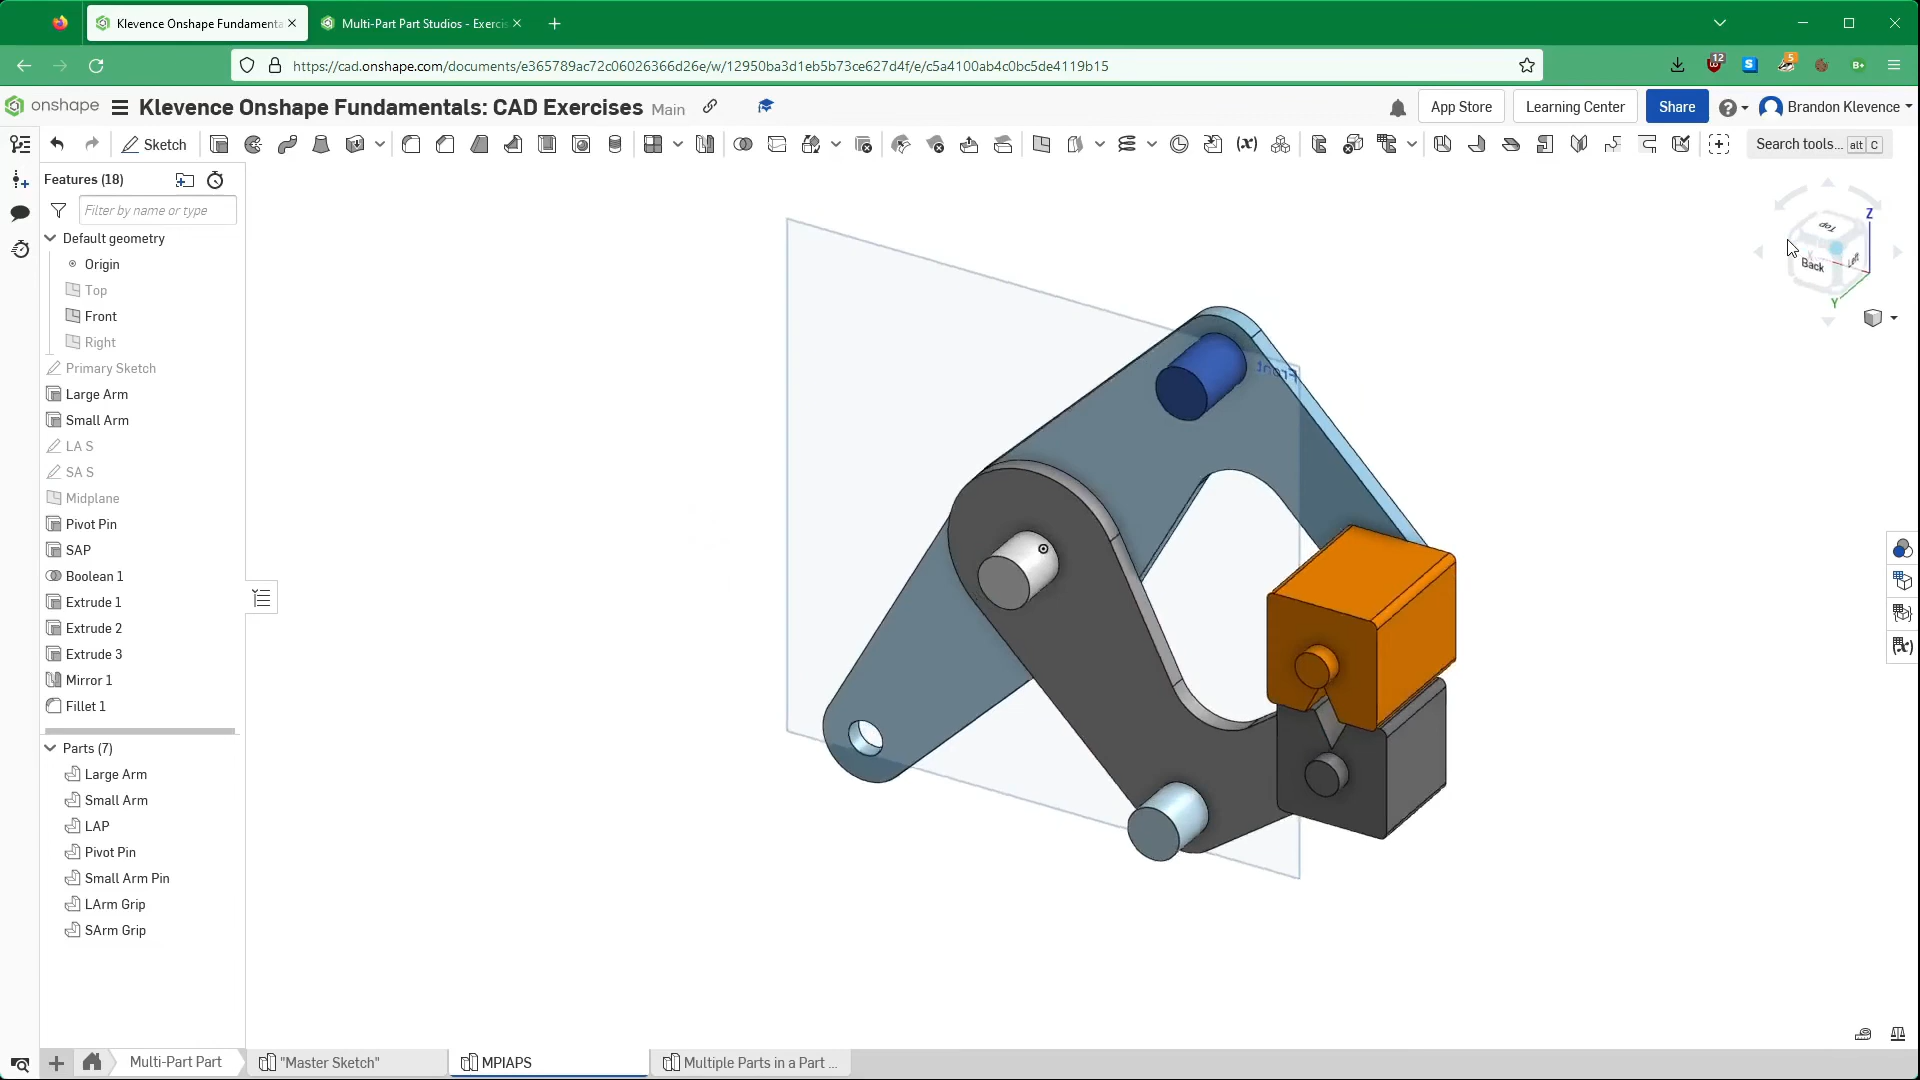 Klevence Onshape Fundamenta
Multi-Part Part Studios - Exercis
https://cad.onshape.com/documents/e365789ac72c06026366d26e/w/12950ba3d1eb5b73ce627d4f/e/c5a4100ab4c0bc5de4119b15
12
S
5
B+
onshape
Klevence Onshape Fundamentals: CAD Exercises
Main
App Store
Learning Center
Share
Brandon Klevence
Sketch
(x)
Search tools...
alt
C
Features (18)
Filter by name or type
Default geometry
Origin
Top
Front
Right
Primary Sketch
Large Arm
Small Arm
LA S
SA S
Midplane
Pivot Pin
SAP
Boolean 1
Extrude 1
Extrude 2
Extrude 3
Mirror 1
Fillet 1
Parts (7)
Large Arm
Small Arm
LAP
Pivot Pin
Small Arm Pin
LArm Grip
SArm Grip
Front
Top
Back
Left
Z
X
Y
(x)
Multi-Part Part
"Master Sketch"
MPIAPS
Multiple Parts in a Part ...